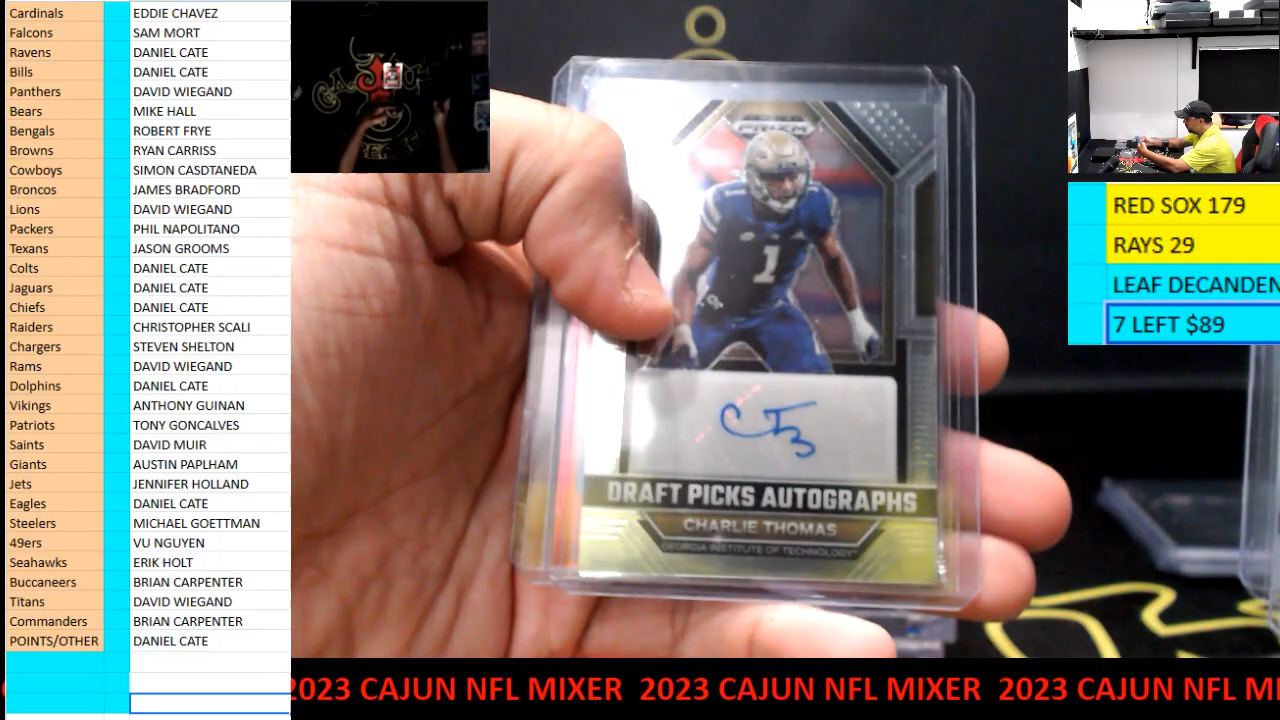 Cardinals EDDIE CHAVEZ
Falcons SAM MORT
Ravens DANIEL CATE
Bills DANIEL CATE
Panthers DAVID WIEGAND
Bears MIKE HALL
Bengals ROBERT FRYE
Browns RYAN CARRISS
Cowboys SIMON CASDTANEDA
Broncos JAMES BRADFORD
Lions DAVID WIEGAND
Packers PHIL NAPOLITANO
Texans JASON GROOMS
Colts DANIEL CATE
Jaguars DANIEL CATE
Chiefs DANIEL CATE
Raiders CHRISTOPHER SCALI
Chargers STEVEN SHELTON
Rams DAVID WIEGAND
Dolphins DANIEL CATE
Vikings ANTHONY GUINAN
Patriots TONY GONCALVES
Saints DAVID MUIR
Giants AUSTIN PAPLHAM
Jets JENNIFER HOLLAND
Eagles DANIEL CATE
Steelers MICHAEL GOETTMAN
49ers VU NGUYEN
Seahawks ERIK HOLT
Buccaneers BRIAN CARPENTER
Titans DAVID WIEGAND
Commanders BRIAN CARPENTER
POINTS/OTHER DANIEL CATE
PRIZM
1
CT3
DRAFT PICKS AUTOGRAPHS
CHARLIE THOMAS
GEORGIA INSTITUTE OF TECHNOLOGY
RED SOX 179
RAYS 29
LEAF DECANDEN
7 LEFT $89
2023 CAJUN NFL MIXER 2023 CAJUN NFL MIXER 2023 CAJUN NFL MI